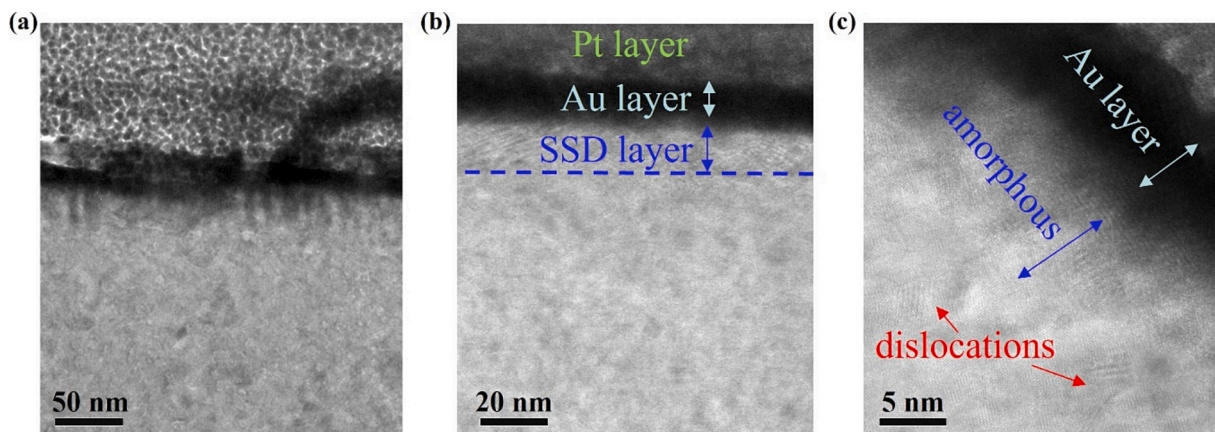 (a)
50 nm
(b)
Pt layer
Au layer
SSD layer
20 nm
(c)
Au layer
amorphous
dislocations
5 nm